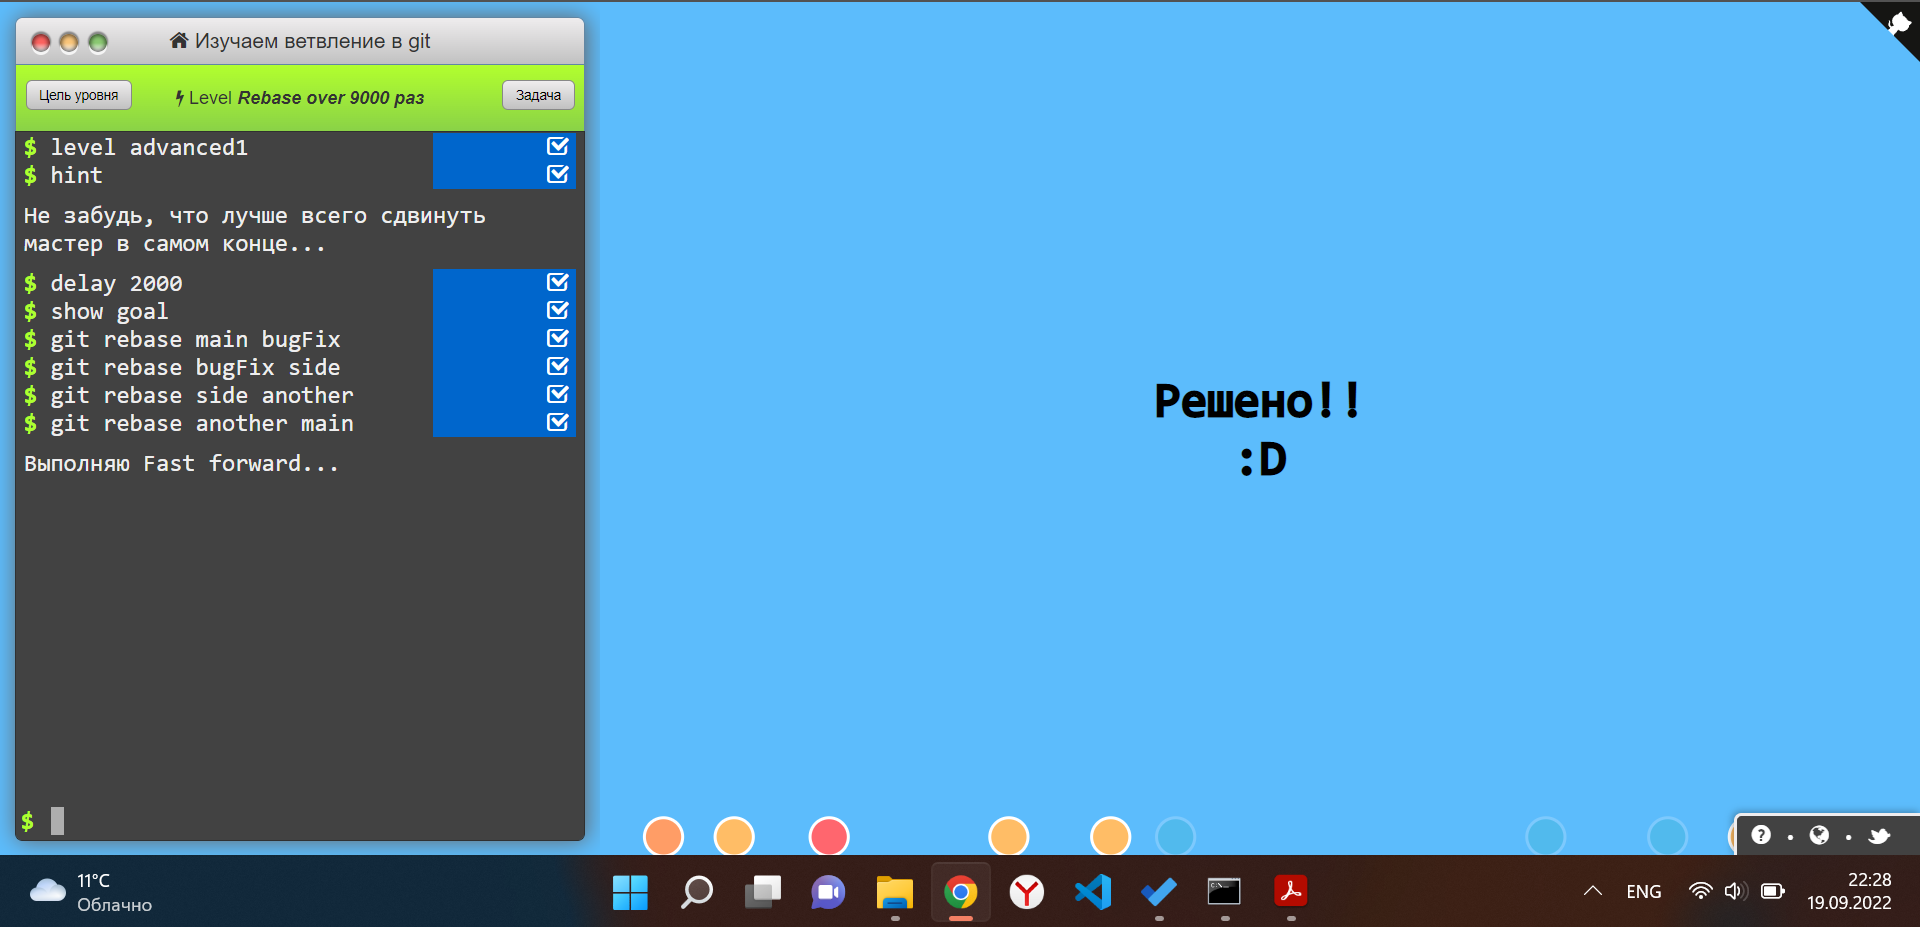 Изучаем ветвление в git
Цель уровня
Level Rebase over 9000 раз
Задача
$ level advanced1
$ hint
Не забудь, что лучше всего сдвинуть
мастер в самом конце...
$ delay 2000
$ show goal
$ git rebase main bugFix
$ git rebase bugFix side
$ git rebase side another
$ git rebase another main
Выполняю Fast forward...
$
Решено!!
:D
11°C
Облачно
ENG
22:28
19.09.2022